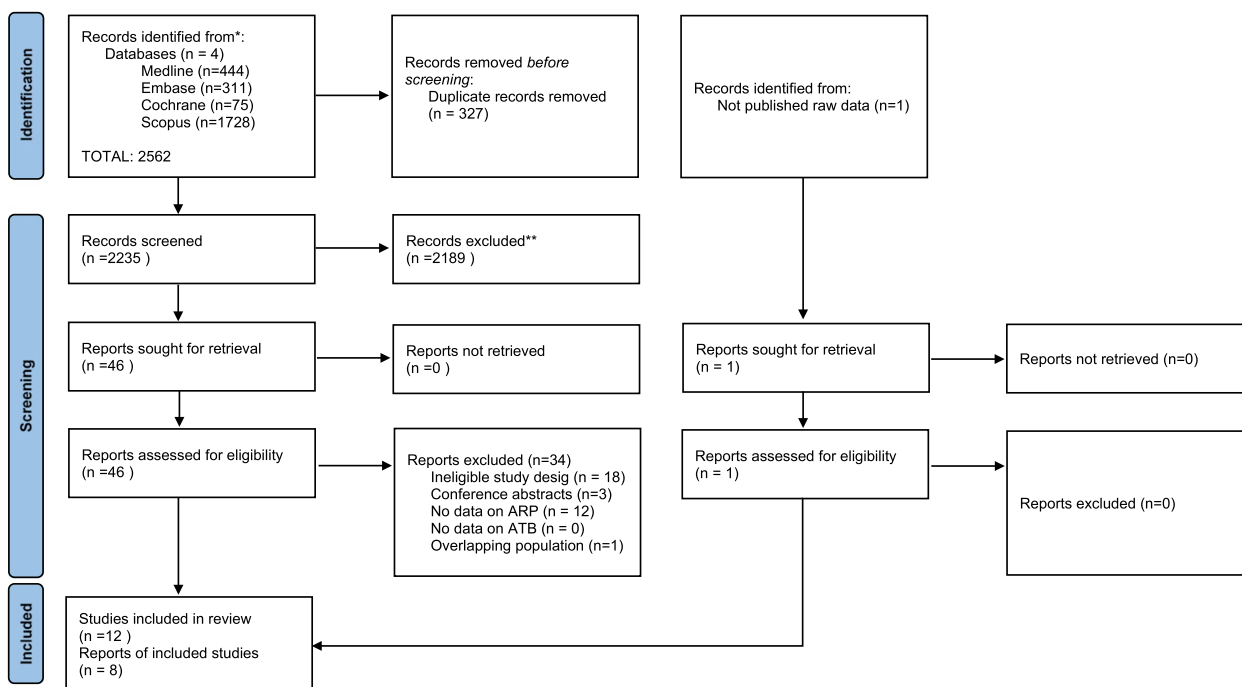 Identification
Records identified from*:
Databases (n = 4)
Medline (n=444)
Embase (n=311)
Cochrane (n=75)
Scopus (n=1728)
TOTAL: 2562
Records removed before
screening:
Duplicate records removed
(n = 327)
Records identified from:
Not published raw data (n=1)
Screening
Records screened
(n =2235 )
Records excluded**
(n =2189 )
Reports sought for retrieval
(n =46 )
Reports not retrieved
(n =0 )
Reports sought for retrieval
(n = 1)
Reports not retrieved (n=0)
Reports assessed for eligibility
(n =46 )
Reports excluded (n=34)
Ineligible study desig (n = 18)
Conference abstracts (n=3)
No data on ARP (n = 12)
No data on ATB (n = 0)
Overlapping population (n=1)
Reports assessed for eligibility
(n = 1)
Reports excluded (n=0)
Included
Studies included in review
(n =12 )
Reports of included studies
(n = 8)